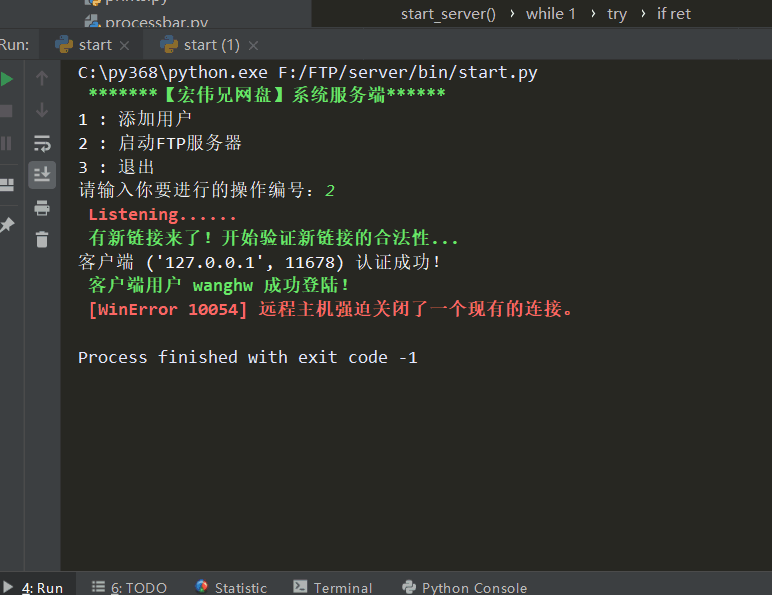 processbar.py
start_server() › while 1 › try › if ret
Run: start × start (1) ×
C:\py368\python.exe F:/FTP/server/bin/start.py
*******【宏伟兄网盘】系统服务端******
1 : 添加用户
2 : 启动FTP服务器
3 : 退出
请输入你要进行的操作编号：2
Listening......
有新链接来了！开始验证新链接的合法性...
客户端 ('127.0.0.1', 11678) 认证成功！
客户端用户 wanghw 成功登陆！
[WinError 10054] 远程主机强迫关闭了一个现有的连接。
Process finished with exit code -1
4: Run 6: TODO Statistic Terminal Python Console